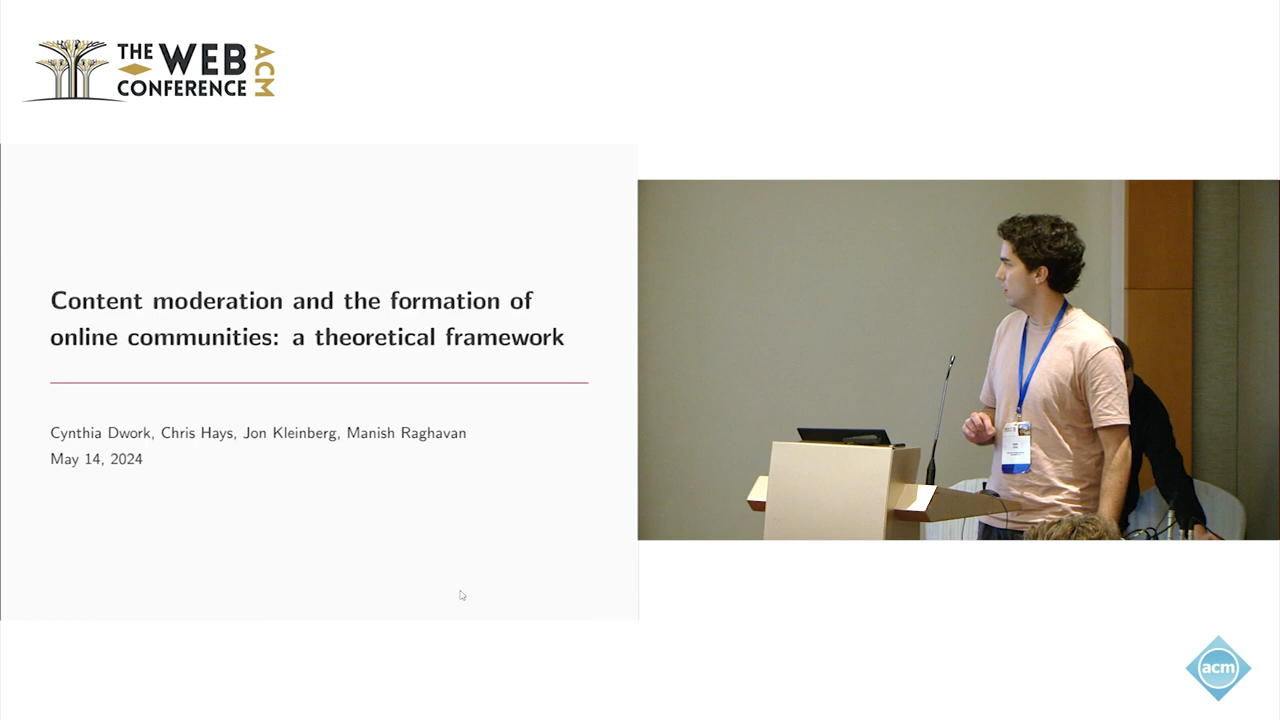 THE WEB
CONFERENCE
ACM
Content moderation and the formation of
online communities: a theoretical framework
Cynthia Dwork, Chris Hays, Jon Kleinberg, Manish Raghavan
May 14, 2024
acm